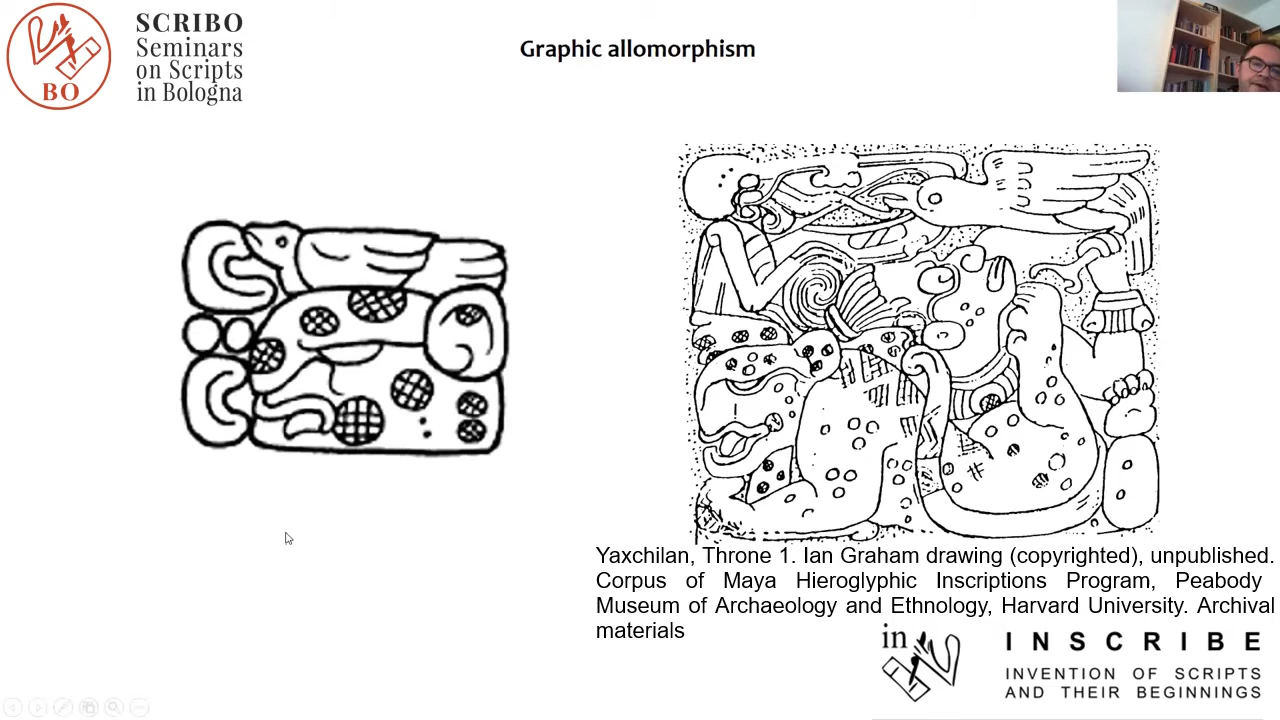 SCRIBO
Seminars
on Scripts
in Bologna
BO
Graphic allomorphism
Yaxchilan, Throne 1. Ian Graham drawing (copyrighted), unpublished.
Corpus of Maya Hieroglyphic Inscriptions Program, Peabody
Museum of Archaeology and Ethnology, Harvard University. Archival
materials
in
INSCRIBE
INVENTION OF SCRIPTS
AND THEIR BEGINNINGS